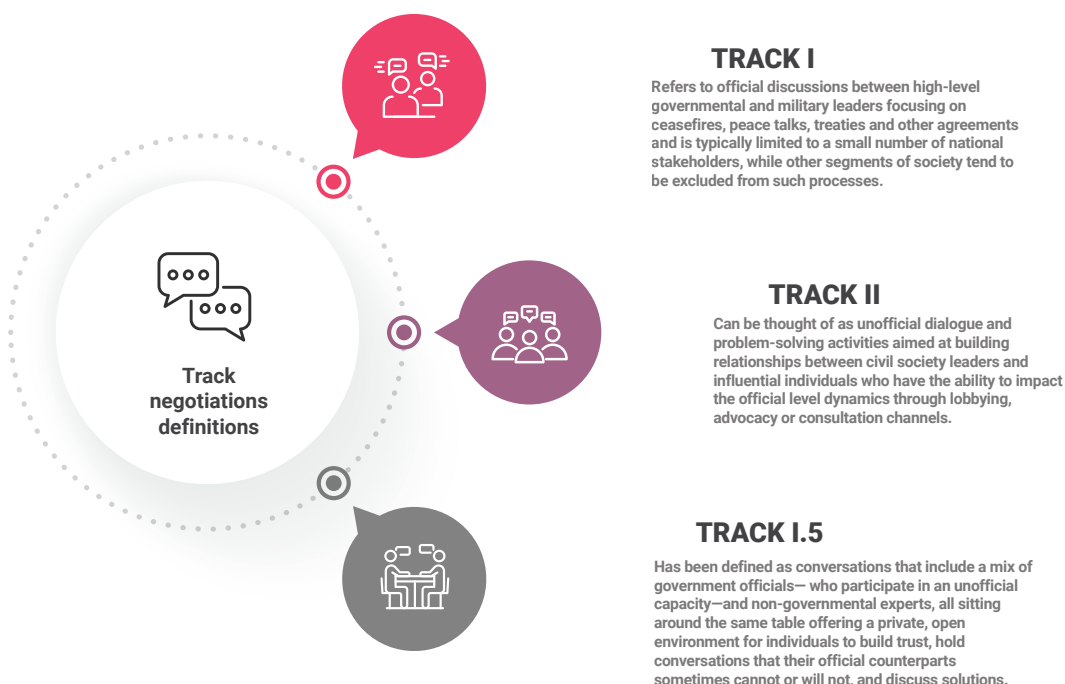 Track
negotiations
definitions
TRACK I
Refers to official discussions between high-level
governmental and military leaders focusing on
ceasefires, peace talks, treaties and other agreements
and is typically limited to a small number of national
stakeholders, while other segments of society tend to
be excluded from such processes.
TRACK II
Can be thought of as unofficial dialogue and
problem-solving activities aimed at building
relationships between civil society leaders and
influential individuals who have the ability to impact
the official level dynamics through lobbying,
advocacy or consultation channels.
TRACK I.5
Has been defined as conversations that include a mix of
government officials— who participate in an unofficial
capacity—and non-governmental experts, all sitting
around the same table offering a private, open
environment for individuals to build trust, hold
conversations that their official counterparts
sometimes cannot or will not, and discuss solutions.